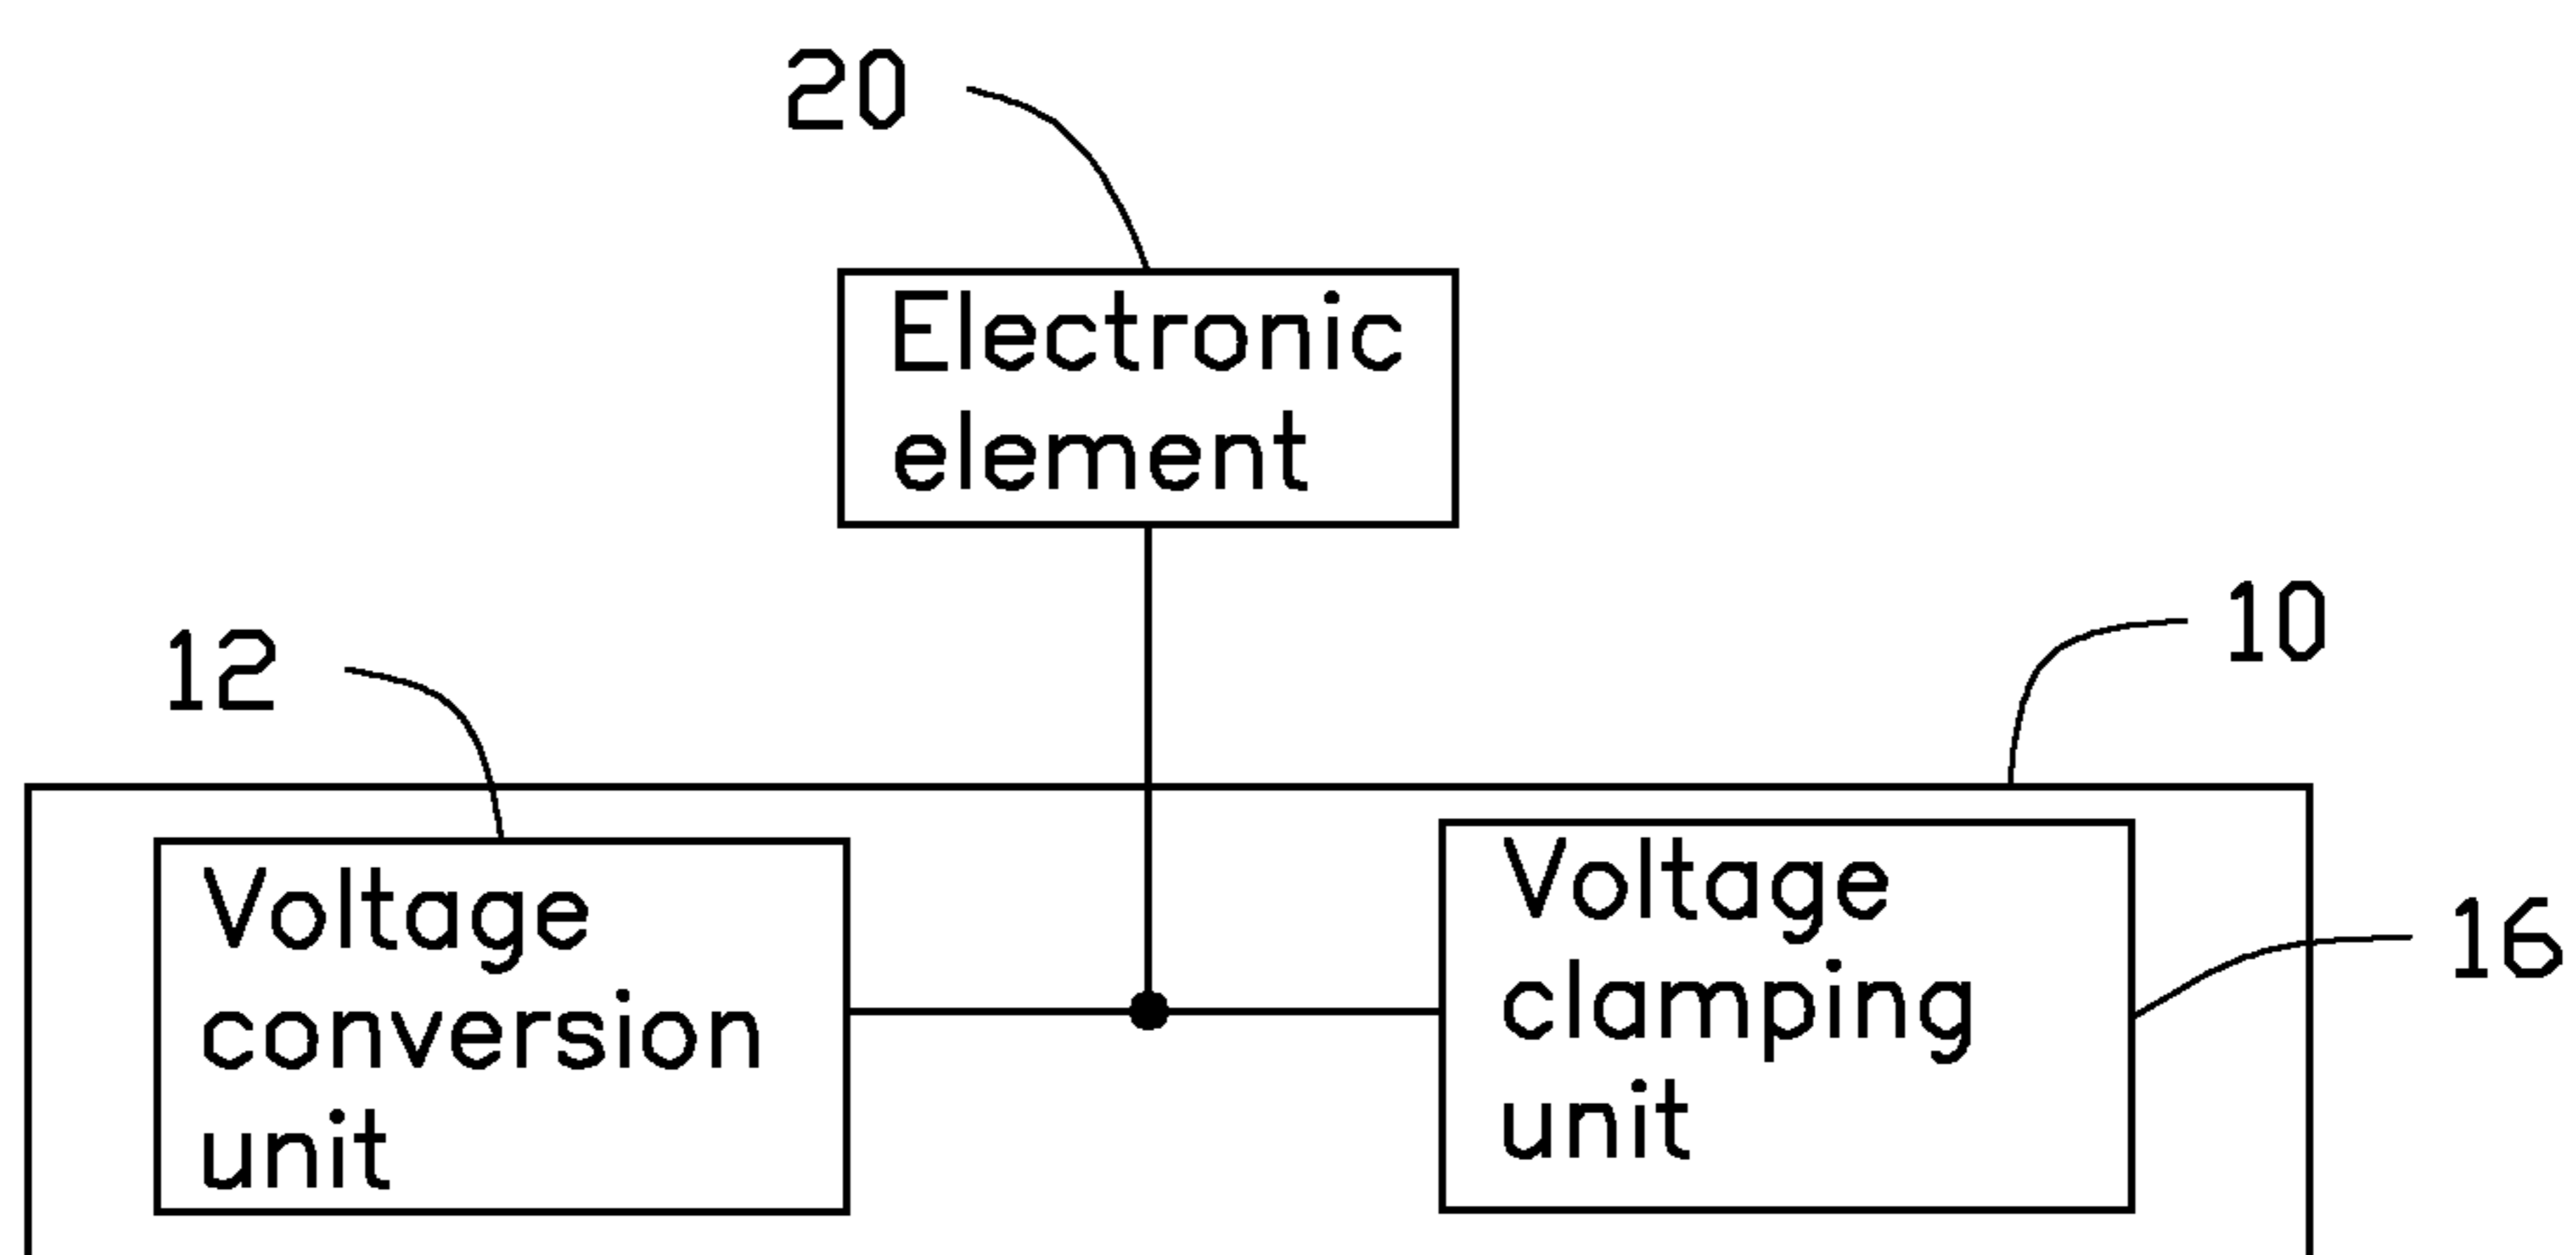 20
Electronic
element
12
10
Voltage
conversion
unit
Voltage
clamping
unit
16